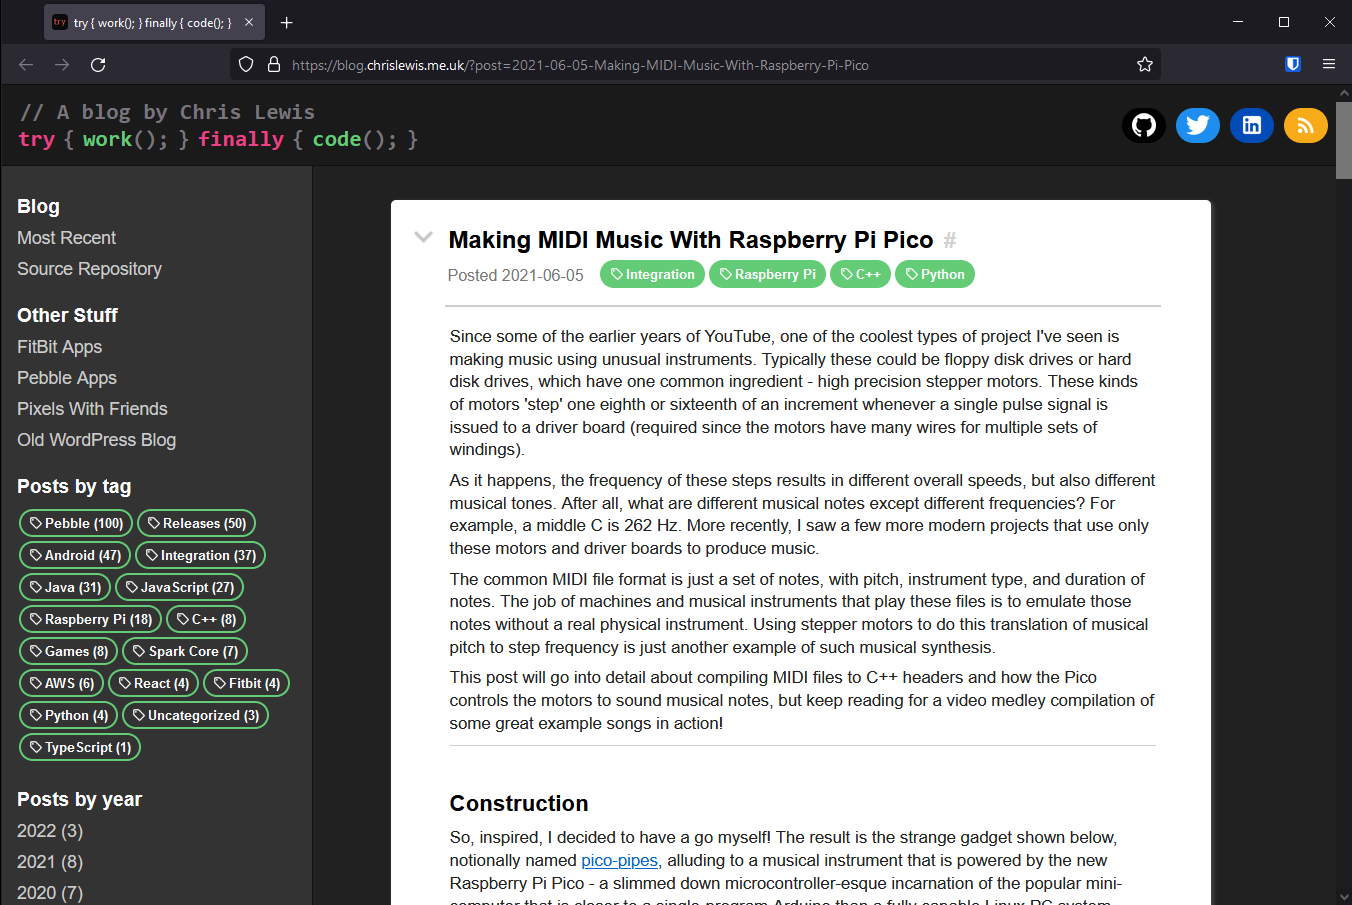 try { work(); } finally { code(); }
https://blog.chrislewis.me.uk/?post=2021-06-05-Making-MIDI-Music-With-Raspberry-Pi-Pico
// A blog by Chris Lewis
try { work(); } finally { code(); }
Blog
Most Recent
Source Repository
Other Stuff
FitBit Apps
Pebble Apps
Pixels With Friends
Old WordPress Blog
Posts by tag
Pebble (100) Releases (50)
Android (47) Integration (37)
Java (31) JavaScript (27)
Raspberry Pi (18) C++ (8)
Games (8) Spark Core (7)
AWS (6) React (4) Fitbit (4)
Python (4) Uncategorized (3)
TypeScript (1)
Posts by year
2022 (3)
2021 (8)
2020 (7)
Making MIDI Music With Raspberry Pi Pico #
Posted 2021-06-05 Integration Raspberry Pi C++ Python
Since some of the earlier years of YouTube, one of the coolest types of project I've seen is
making music using unusual instruments. Typically these could be floppy disk drives or hard
disk drives, which have one common ingredient - high precision stepper motors. These kinds
of motors 'step' one eighth or sixteenth of an increment whenever a single pulse signal is
issued to a driver board (required since the motors have many wires for multiple sets of
windings).
As it happens, the frequency of these steps results in different overall speeds, but also different
musical tones. After all, what are different musical notes except different frequencies? For
example, a middle C is 262 Hz. More recently, I saw a few more modern projects that use only
these motors and driver boards to produce music.
The common MIDI file format is just a set of notes, with pitch, instrument type, and duration of
notes. The job of machines and musical instruments that play these files is to emulate those
notes without a real physical instrument. Using stepper motors to do this translation of musical
pitch to step frequency is just another example of such musical synthesis.
This post will go into detail about compiling MIDI files to C++ headers and how the Pico
controls the motors to sound musical notes, but keep reading for a video medley compilation of
some great example songs in action!
Construction
So, inspired, I decided to have a go myself! The result is the strange gadget shown below,
notionally named pico-pipes, alluding to a musical instrument that is powered by the new
Raspberry Pi Pico - a slimmed down microcontroller-esque incarnation of the popular mini-
computer that is closer to a single-program Arduino than a fully capable Linux PC system